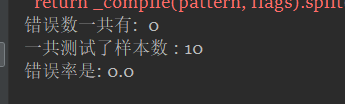 return _compile(pattern, flags).split(
错误数一共有:  0
一共测试了样本数 : 10
错误率是: 0.0